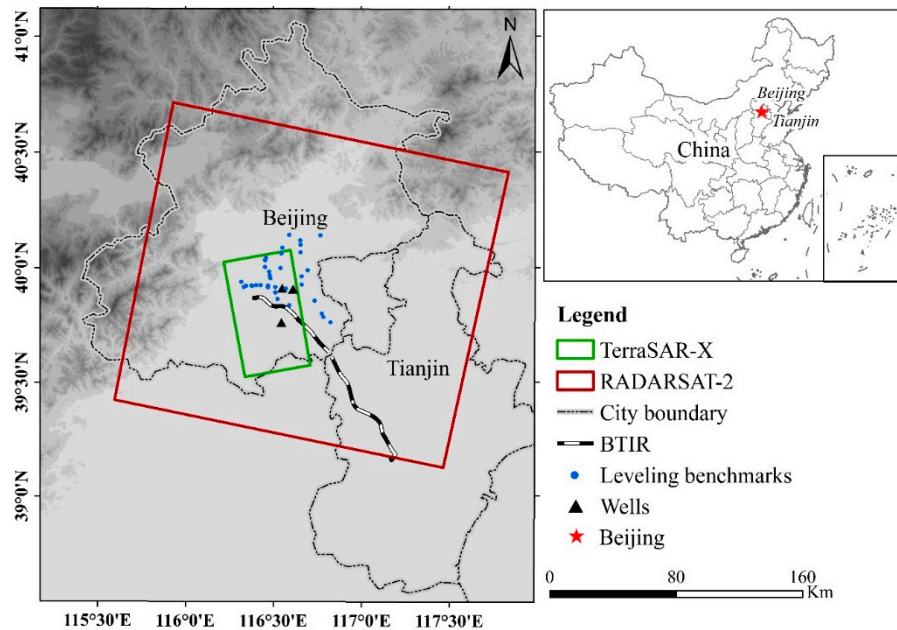 41°0'N
40°30'N
40°0'N
39°30'N
39°0'N
115°30'E
116°0'E
116°30'E
117°0'E
117°30'E
N
Beijing
Tianjin
Beijing
Tianjin
China
Legend
TerraSAR-X
RADARSAT-2
City boundary
BTIR
Leveling benchmarks
Wells
Beijing
0
80
160
Km